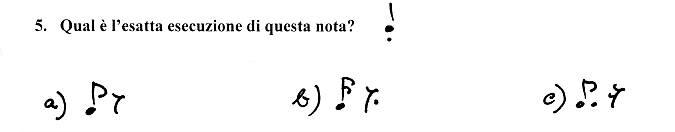 5. Qual è l'esatta esecuzione di questa nota?
a) b) c)